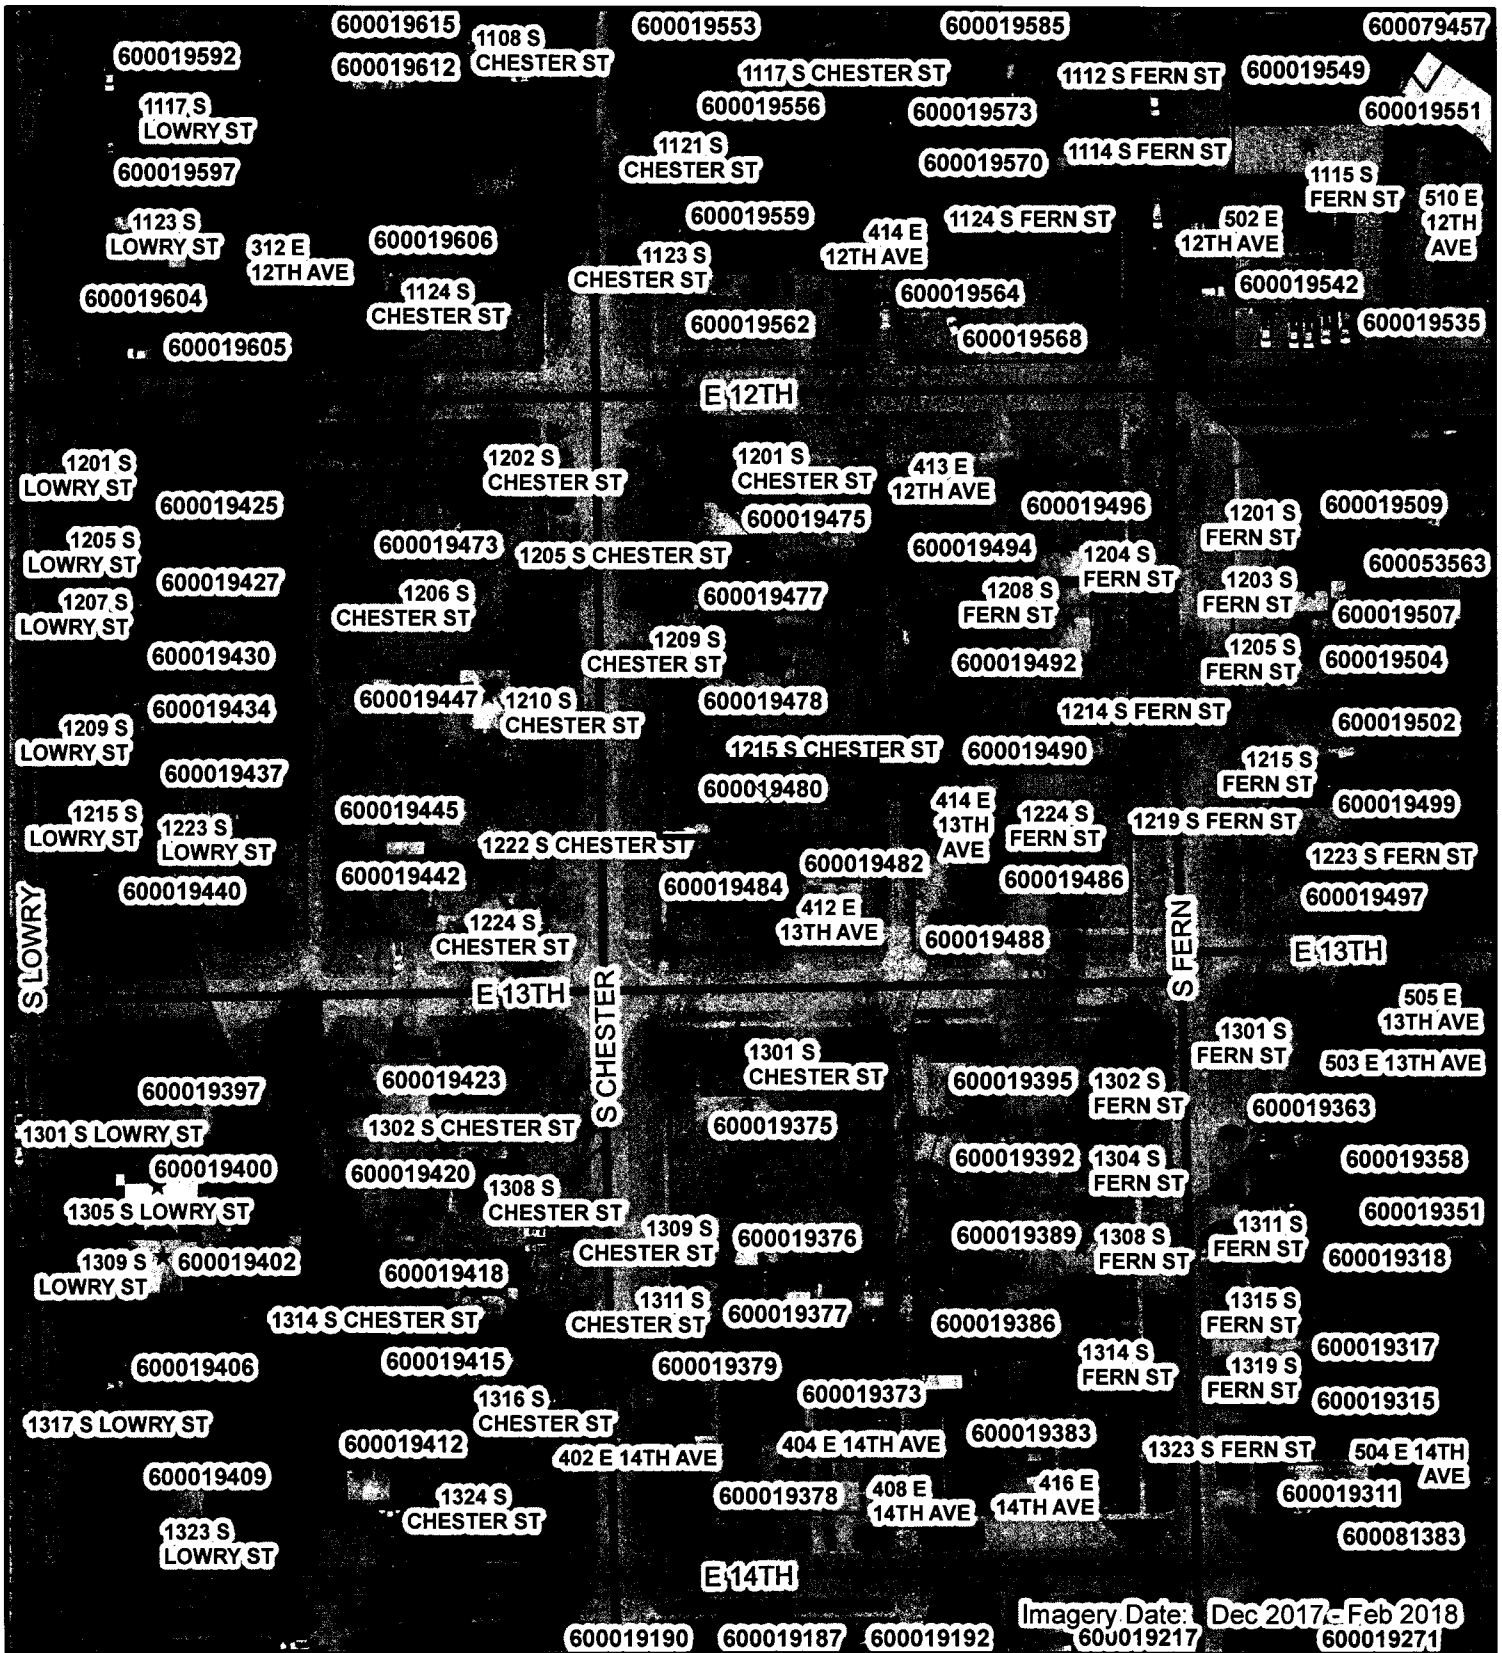 600019615
600019553
600019585
600079457
600019592
600019612
1108 S
CHESTER ST
1117 S CHESTER ST
1112 S FERN ST
600019549
1117 S
LOWRY ST
600019556
600019573
600019551
600019597
1121 S
CHESTER ST
600019570
1114 S FERN ST
1115 S
FERN ST
510 E
12TH
AVE
1123 S
LOWRY ST
312 E
12TH AVE
600019606
600019559
414 E
12TH AVE
1124 S FERN ST
502 E
12TH AVE
600019604
1124 S
CHESTER ST
1123 S
CHESTER ST
600019564
600019542
600019605
600019562
600019568
600019535
E 12TH
1201 S
LOWRY ST
600019425
1202 S
CHESTER ST
1201 S
CHESTER ST
413 E
12TH AVE
600019475
600019496
1201 S
FERN ST
600019509
1205 S
LOWRY ST
600019473
1205 S CHESTER ST
600019494
1204 S
FERN ST
600053563
600019427
1207 S
LOWRY ST
1206 S
CHESTER ST
600019477
1208 S
FERN ST
1203 S
FERN ST
600019507
600019430
1209 S
CHESTER ST
600019492
1205 S
FERN ST
600019504
600019434
600019447
1210 S
CHESTER ST
600019478
1214 S FERN ST
600019502
1209 S
LOWRY ST
600019437
1215 S CHESTER ST
600019490
1215 S
FERN ST
600019480
1215 S
LOWRY ST
1223 S
LOWRY ST
600019445
1222 S CHESTER ST
414 E
13TH
AVE
1224 S
FERN ST
1219 S FERN ST
600019499
600019440
600019442
600019484
600019482
600019486
1223 S FERN ST
600019497
1224 S
CHESTER ST
412 E
13TH AVE
600019488
S LOWRY
S FERN
E 13TH
E 13TH
S CHESTER
505 E
13TH AVE
1301 S
CHESTER ST
1301 S
FERN ST
503 E 13TH AVE
600019397
600019423
600019395
1302 S
FERN ST
600019363
1301 S LOWRY ST
1302 S CHESTER ST
600019375
600019400
600019420
600019392
1304 S
FERN ST
600019358
1305 S LOWRY ST
1308 S
CHESTER ST
600019351
1309 S
LOWRY ST
600019402
600019418
1309 S
CHESTER ST
600019376
600019389
1308 S
FERN ST
1311 S
FERN ST
600019318
1314 S CHESTER ST
1311 S
CHESTER ST
600019377
600019386
1315 S
FERN ST
600019406
600019415
600019379
1314 S
FERN ST
600019317
600019373
1319 S
FERN ST
600019315
1317 S LOWRY ST
1316 S
CHESTER ST
600019412
402 E 14TH AVE
404 E 14TH AVE
600019383
1323 S FERN ST
504 E 14TH
AVE
600019409
1324 S
CHESTER ST
600019378
408 E
14TH AVE
416 E
14TH AVE
600019311
1323 S
LOWRY ST
600081383
E 14TH
Imagery Date: Dec 2017 - Feb 2018
600019190
600019187
600019192
600019217
600019271